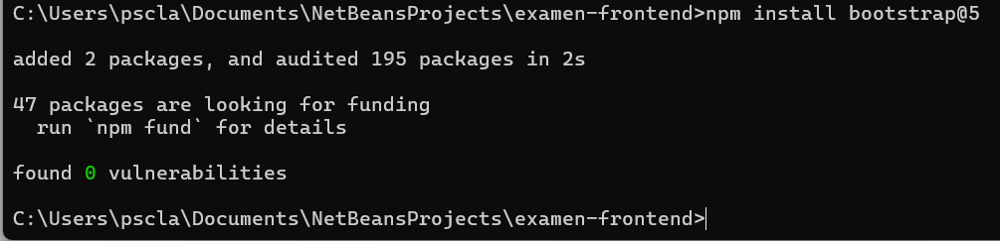 C:\Users\pscla\Documents\NetBeansProjects\examen-frontend>npm install bootstrap@5
added 2 packages, and audited 195 packages in 2s
47 packages are looking for funding
  run `npm fund` for details
found 0 vulnerabilities
C:\Users\pscla\Documents\NetBeansProjects\examen-frontend>